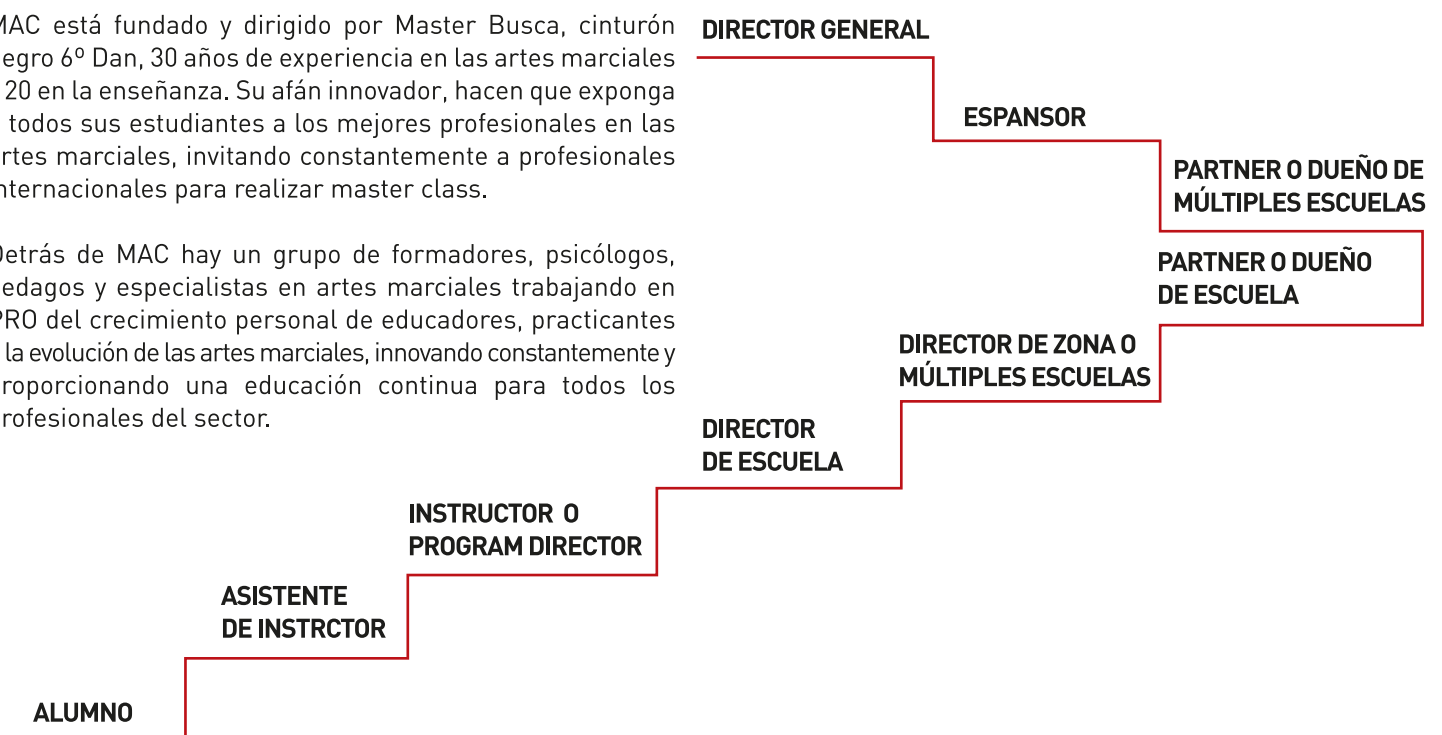 MAC está fundado y dirigido por Master Busca, cinturón
egro 6º Dan, 30 años de experiencia en las artes marciales
20 en la enseñanza. Su afán innovador, hacen que exponga
todos sus estudiantes a los mejores profesionales en las
rtes marciales, invitando constantemente a profesionales
nternacionales para realizar master class.
Detrás de MAC hay un grupo de formadores, psicólogos,
edagos y especialistas en artes marciales trabajando en
PRO del crecimiento personal de educadores, practicantes
la evolución de las artes marciales, innovando constantemente y
roporcionando una educación continua para todos los
rofesionales del sector.
DIRECTOR GENERAL
ESPANSOR
PARTNER O DUEÑO DE
MÚLTIPLES ESCUELAS
PARTNER O DUEÑO
DE ESCUELA
DIRECTOR DE ZONA O
MÚLTIPLES ESCUELAS
DIRECTOR
DE ESCUELA
INSTRUCTOR O
PROGRAM DIRECTOR
ASISTENTE
DE INSTRCTOR
ALUMNO